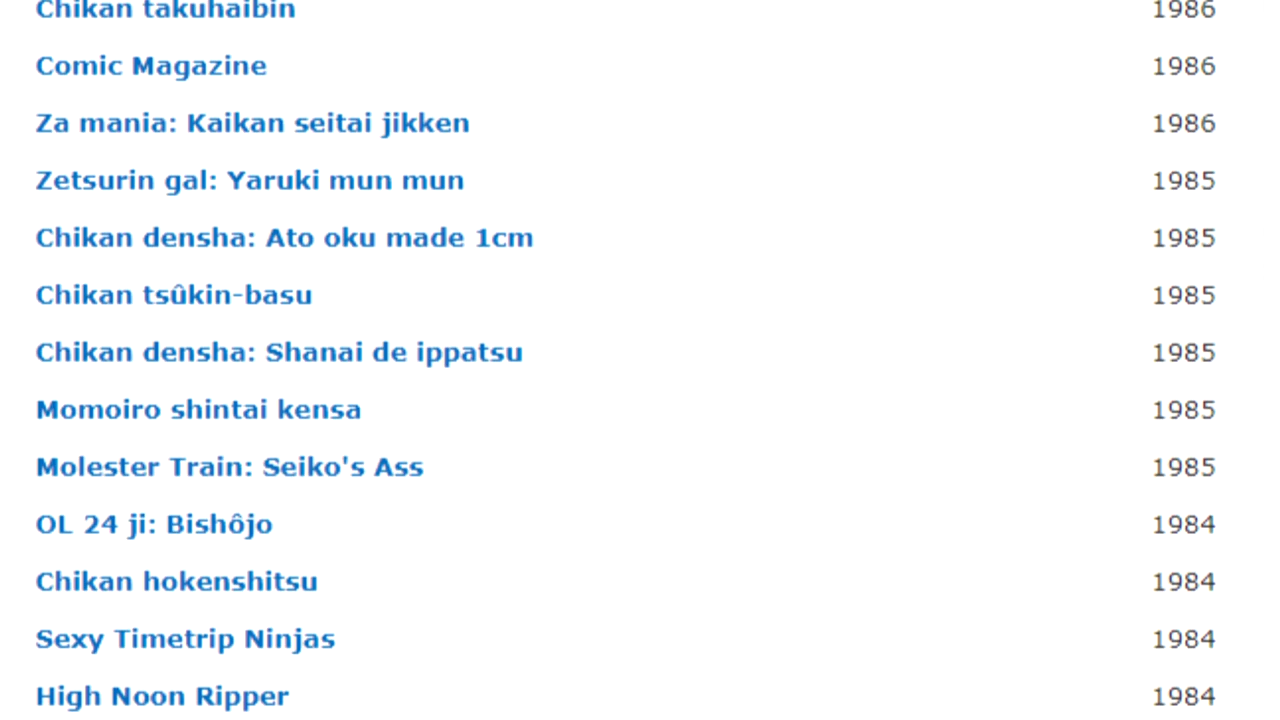 Chikan takuhaibin 1986
Comic Magazine 1986
Za mania: Kaikan seitai jikken 1986
Zetsurin gal: Yaruki mun mun 1985
Chikan densha: Ato oku made 1cm 1985
Chikan tsûkin-basu 1985
Chikan densha: Shanai de ippatsu 1985
Momoiro shintai kensa 1985
Molester Train: Seiko's Ass 1985
OL 24 ji: Bishôjo 1984
Chikan hokenshitsu 1984
Sexy Timetrip Ninjas 1984
High Noon Ripper 1984